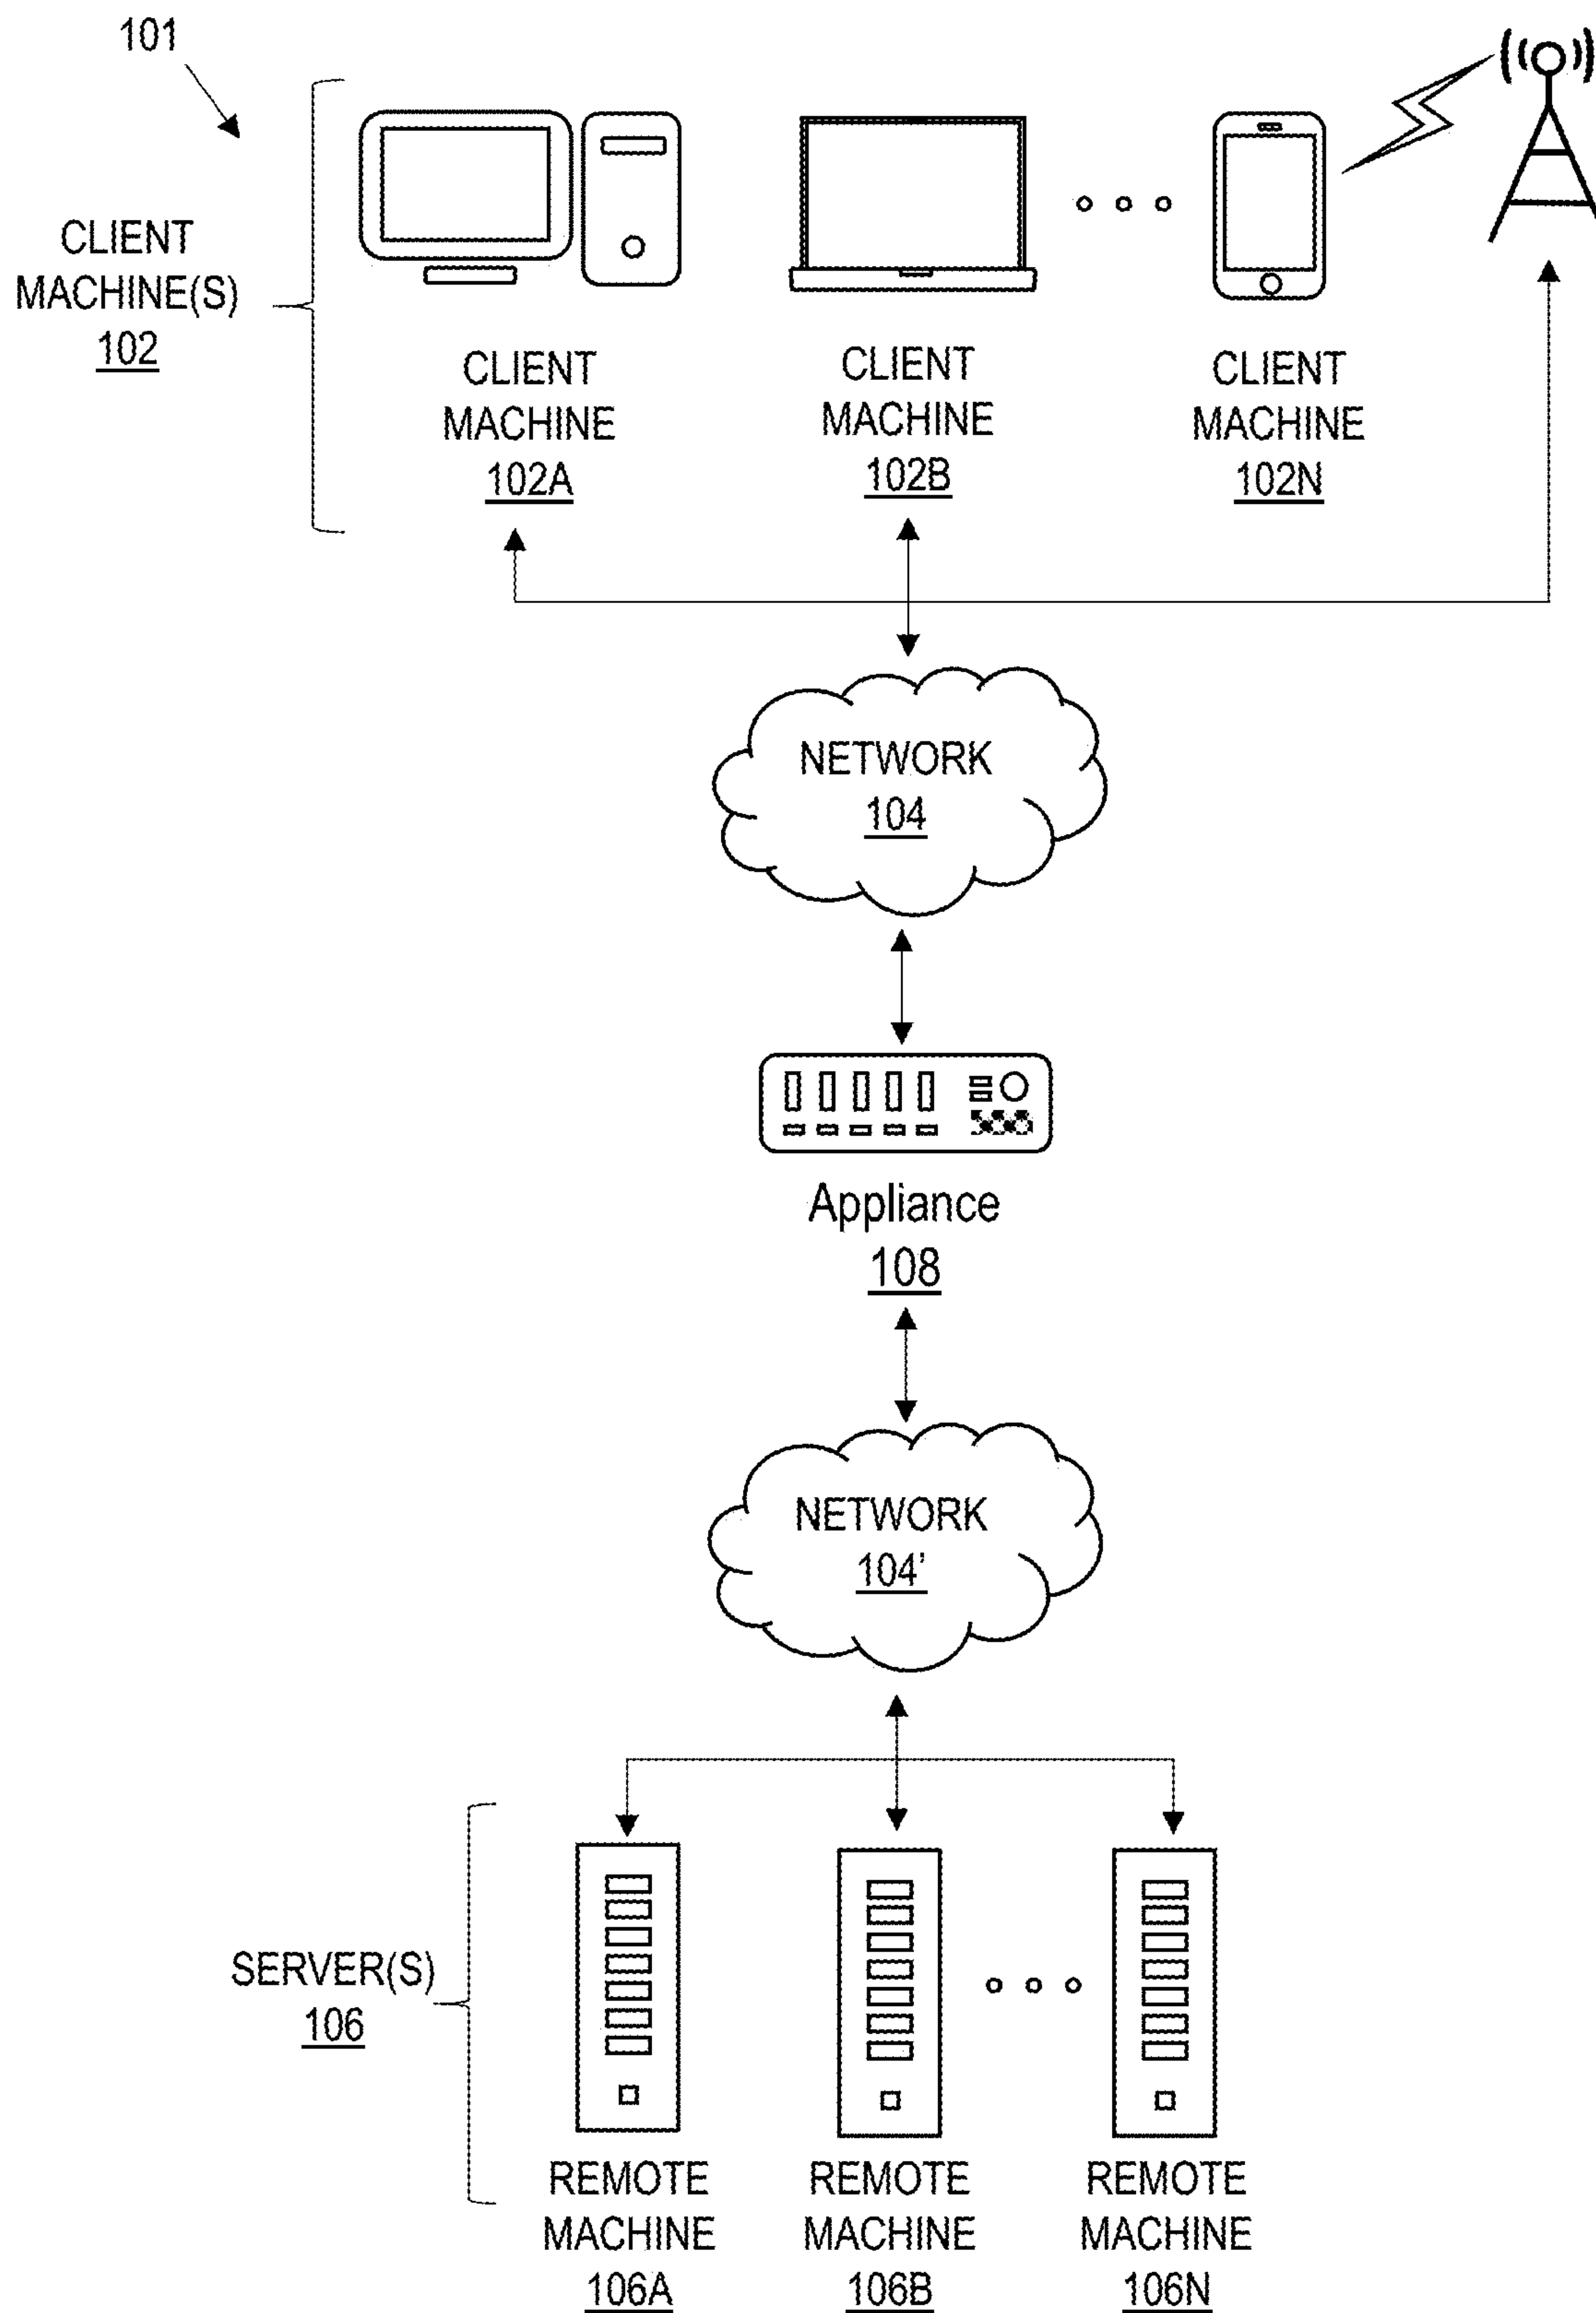 101
CLIENT
MACHINE(S)
102
CLIENT
MACHINE
102A
CLIENT
MACHINE
102B
CLIENT
MACHINE
102N
NETWORK
104
Appliance
108
NETWORK
104'
SERVER(S)
106
REMOTE
MACHINE
106A
REMOTE
MACHINE
106B
REMOTE
MACHINE
106N